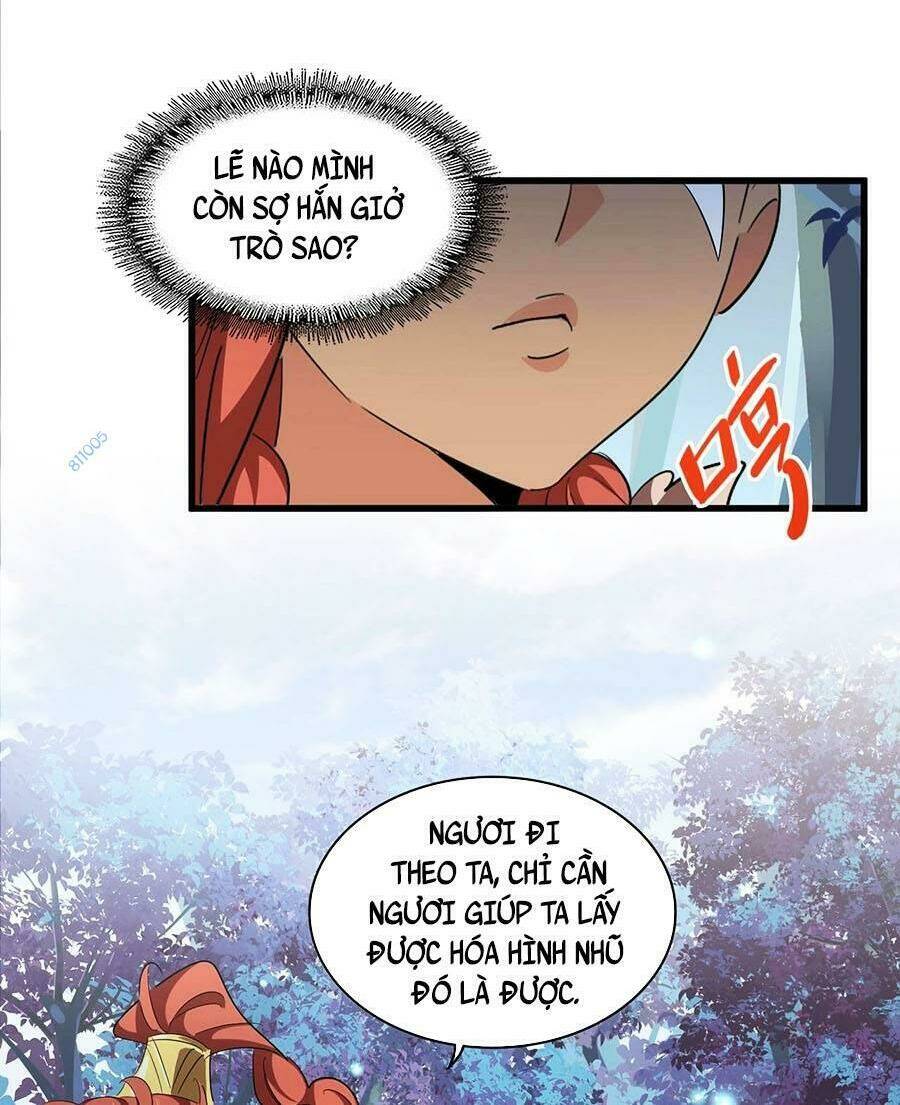 LẼ NÀO MÌNH
CÒN SỢ HẮN GIỞ
TRÒ SAO?
哼
811005
NGƯƠI ĐI
THEO TA, CHỈ CẦN
NGƯƠI GIÚP TA LẤY
ĐƯỢC HÓA HÌNH NHŨ
ĐÓ LÀ ĐƯỢC.